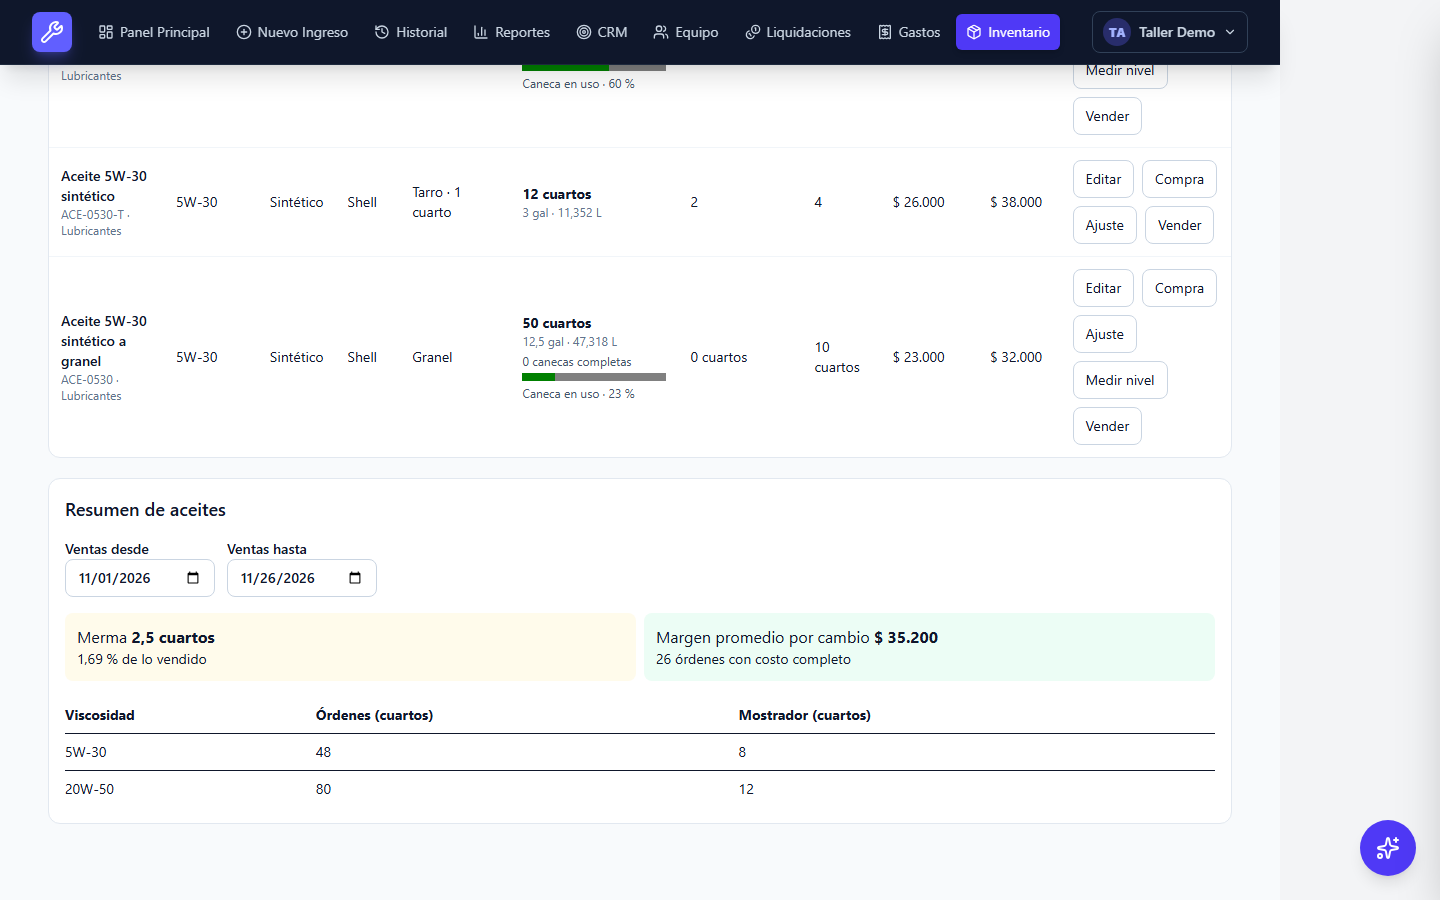 Panel Principal
Nuevo Ingreso
Historial
Reportes
CRM
Equipo
Liquidaciones
Gastos
Inventario
TA
Taller Demo
Lubricantes
Caneca en uso · 60 %
Medir nivel
Vender
Aceite 5W-30
sintético
ACE-0530-T ·
Lubricantes
5W-30
Sintético
Shell
Tarro · 1
cuarto
12 cuartos
3 gal · 11,352 L
2
4
$ 26.000
$ 38.000
Editar
Compra
Ajuste
Vender
Aceite 5W-30
sintético a
granel
ACE-0530 ·
Lubricantes
5W-30
Sintético
Shell
Granel
50 cuartos
12,5 gal · 47,318 L
0 canecas completas
Caneca en uso · 23 %
0 cuartos
10
cuartos
$ 23.000
$ 32.000
Editar
Compra
Ajuste
Medir nivel
Vender
Resumen de aceites
Ventas desde
Ventas hasta
11/01/2026
11/26/2026
Merma 2,5 cuartos
1,69 % de lo vendido
Margen promedio por cambio $ 35.200
26 órdenes con costo completo
Viscosidad
Órdenes (cuartos)
Mostrador (cuartos)
5W-30
48
8
20W-50
80
12